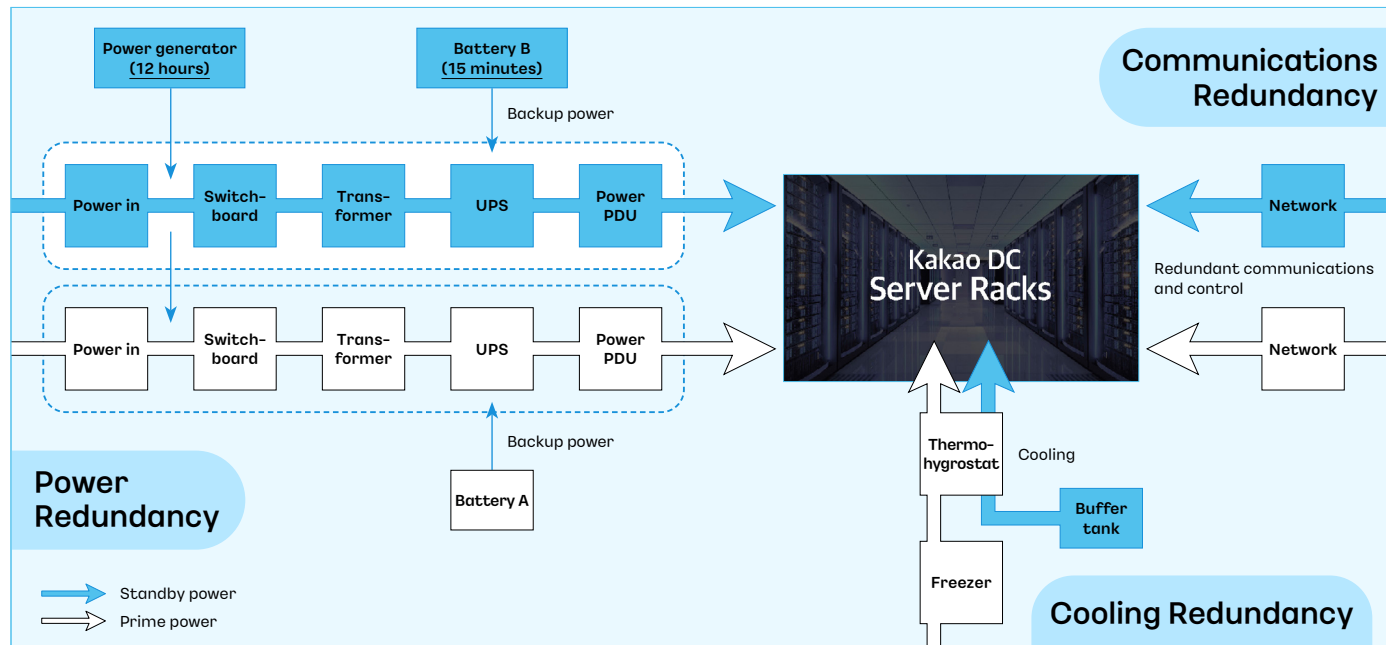 Power generator
(12 hours)
Battery B
(15 minutes)
Communications
Redundancy
Backup power
Power in
Switch-
board
Trans-
former
UPS
Power
PDU
Network
Kakao DC
Server Racks
Redundant communications
and control
Power in
Switch-
board
Trans-
former
UPS
Power
PDU
Network
Backup power
Battery A
Thermo-
hygrostat
Cooling
Buffer
tank
Freezer
Power
Redundancy
Standby power
Prime power
Cooling Redundancy